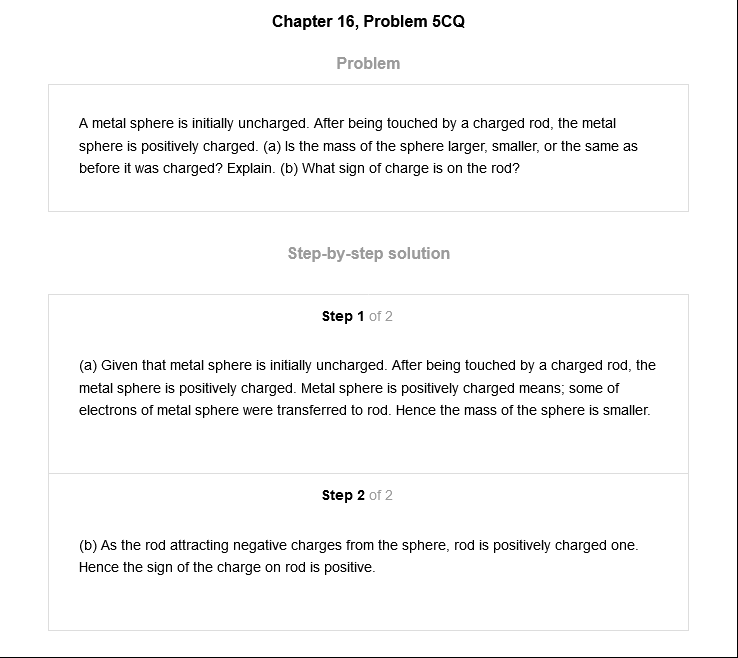 Chapter 16, Problem 5CQ
Problem
A metal sphere is initially uncharged. After being touched by a charged rod, the metal
sphere is positively charged. (a) Is the mass of the sphere larger, smaller, or the same as
before it was charged? Explain. (b) What sign of charge is on the rod?
Step-by-step solution
Step 1 of 2
(a) Given that metal sphere is initially uncharged. After being touched by a charged rod, the
metal sphere is positively charged. Metal sphere is positively charged means; some of
electrons of metal sphere were transferred to rod. Hence the mass of the sphere is smaller.
Step 2 of 2
(b) As the rod attracting negative charges from the sphere, rod is positively charged one.
Hence the sign of the charge on rod is positive.